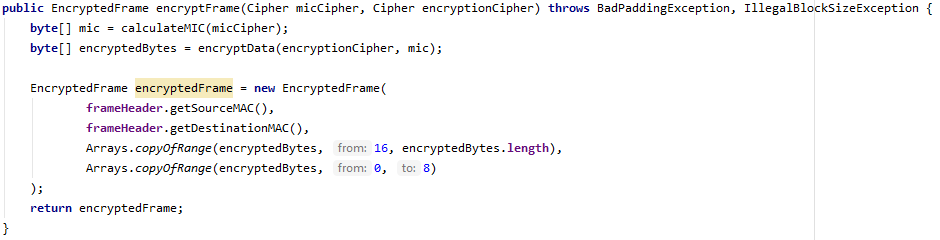 public EncryptedFrame encryptFrame(Cipher micCipher, Cipher encryptionCipher) throws BadPaddingException, IllegalBlockSizeException {
    byte[] mic = calculateMIC(micCipher);
    byte[] encryptedBytes = encryptData(encryptionCipher, mic);

    EncryptedFrame encryptedFrame = new EncryptedFrame(
            frameHeader.getSourceMAC(),
            frameHeader.getDestinationMAC(),
            Arrays.copyOfRange(encryptedBytes, from: 16, encryptedBytes.length),
            Arrays.copyOfRange(encryptedBytes, from: 0, to: 8)
    );
    return encryptedFrame;
}